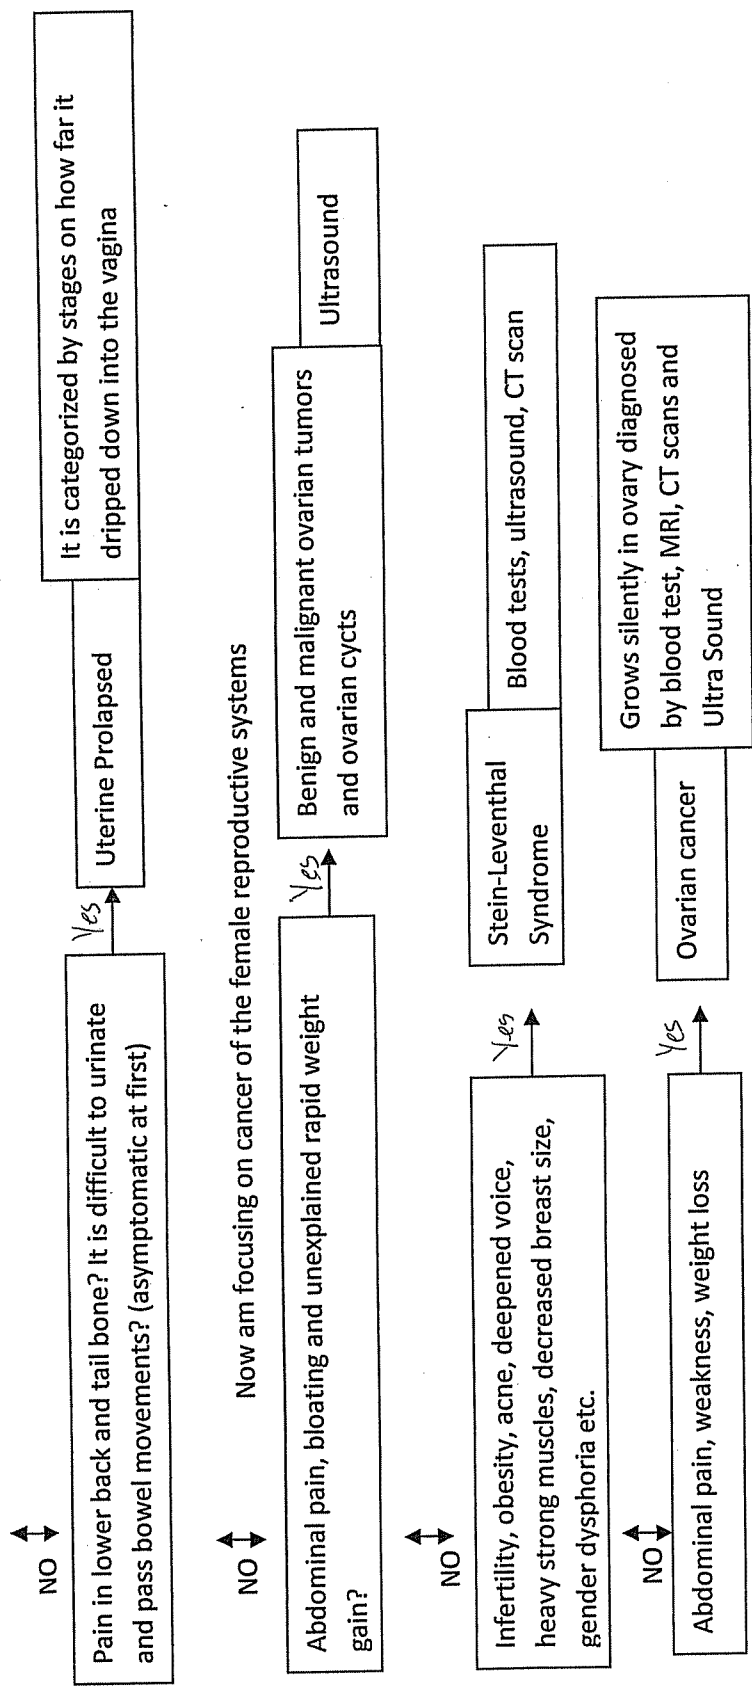 NO
Pain in lower back and tail bone? It is difficult to urinate
and pass bowel movements? (asymptomatic at first)
Yes
Uterine Prolapsed
It is categorized by stages on how far it
dripped down into the vagina
Now am focusing on cancer of the female reproductive systems
NO
Abdominal pain, bloating and unexplained rapid weight
gain?
Yes
Benign and malignant ovarian tumors
and ovarian cycts
Ultrasound
NO
Infertility, obesity, acne, deepened voice,
heavy strong muscles, decreased breast size,
gender dysphoria etc.
Yes
Stein-Leventhal
Syndrome
Blood tests, ultrasound, CT scan
NO
Abdominal pain, weakness, weight loss
Yes
Ovarian cancer
Grows silently in ovary diagnosed
by blood test, MRI, CT scans and
Ultra Sound